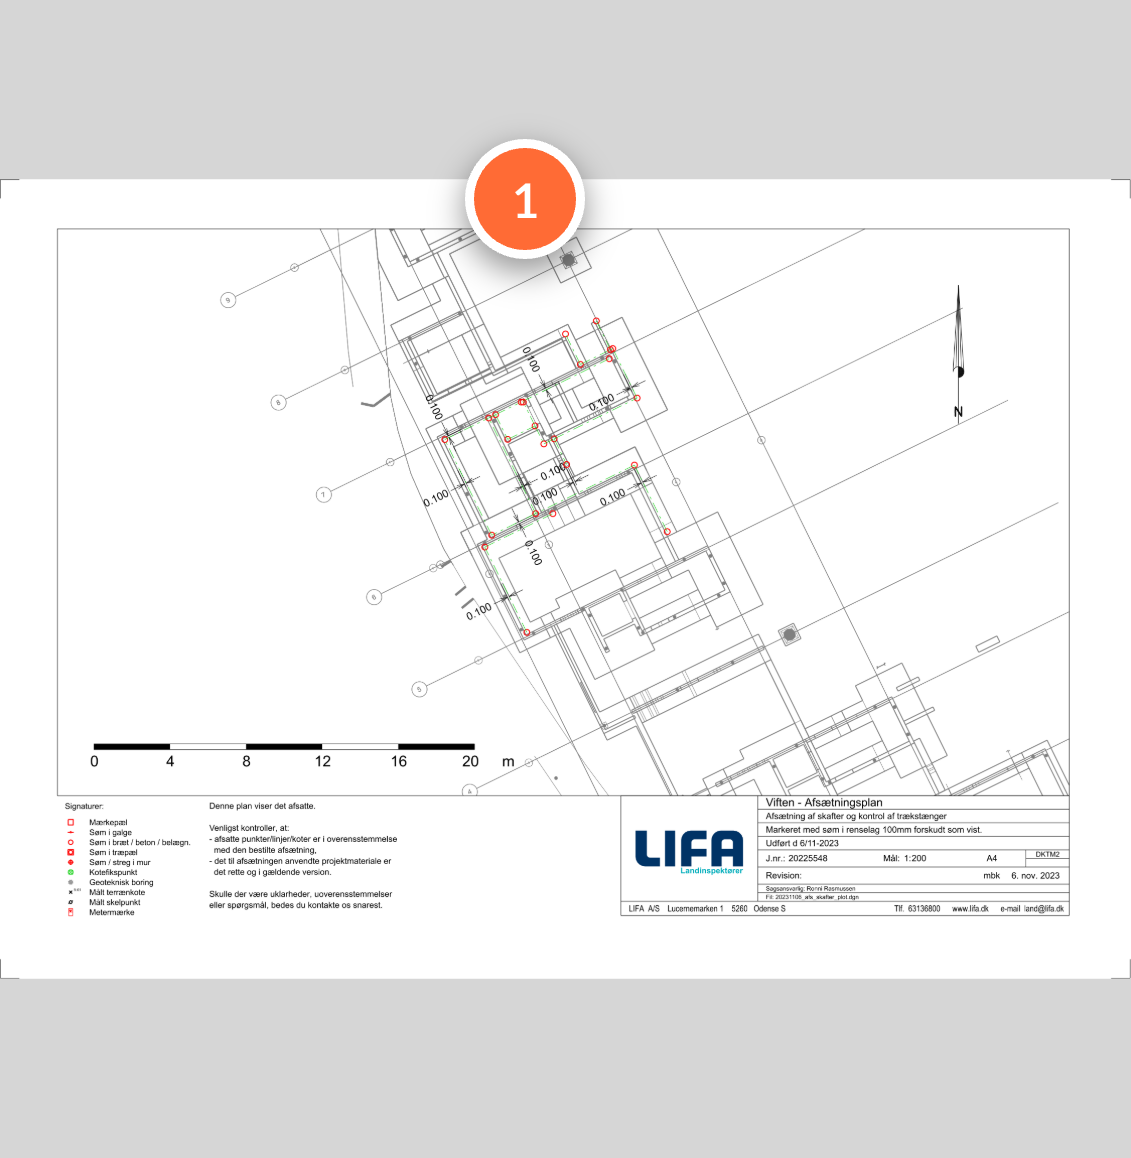 1
9
8
7
6
5
4
0.100
0.100
0.100
0.100
0.100
0.100
0.100
0.100
0.100
N
0 4 8 12 16 20 m
Signaturer:
Mærkepæl
Søm i galge
Søm i bræt / beton / belægn.
Søm i træpæl
Søm / streg i mur
Kotefikspunkt
Geoteknisk boring
Målt terrænkote
Målt skelpunkt
Metermærke
Denne plan viser det afsatte.
Venligst kontroller, at:
- afsatte punkter/linjer/koter er i overensstemmelse
med den bestilte afsætning,
- det til afsætningen anvendte projektmateriale er
det rette og i gældende version.
Skulle der være uklarheder, uoverensstemmelser
eller spørgsmål, bedes du kontakte os snarest.
LIFA
Landinspektører
Viften - Afsætningsplan
Afsætning af skafter og kontrol af trækstænger
Markeret med søm i renselag 100mm forskudt som vist.
Udført d 6/11-2023
J.nr.: 20225548 Mål: 1:200 A4 DKTM2
Revision: mbk 6. nov. 2023
Sagsansvarlig: Ronni Rasmussen
Fil: 20231106_afs_skafter_plot.dgn
LIFA A/S Lucernemarken 1 5260 Odense S Tlf. 63136800 www.lifa.dk e-mail land@lifa.dk